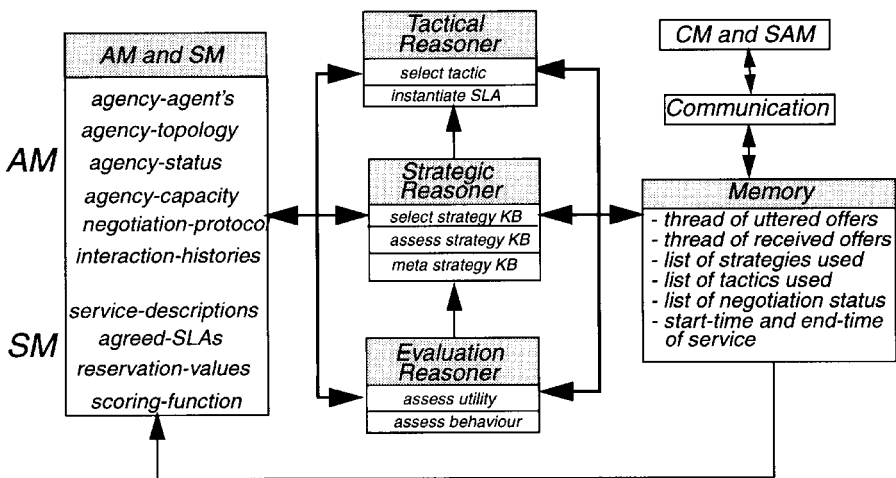 AM and SM
AM
agency-agent's
agency-topology
agency-status
agency-capacity
negotiation-protocol
interaction-histories
SM
service-descriptions
agreed-SLAs
reservation-values
scoring-function
Tactical
Reasoner
select tactic
instantiate SLA
Strategic
Reasoner
select strategy KB
assess strategy KB
meta strategy KB
Evaluation
Reasoner
assess utility
assess behaviour
CM and SAM
Communication
Memory
- thread of uttered offers
- thread of received offers
- list of strategies used
- list of tactics used
- list of negotiation status
- start-time and end-time
of service